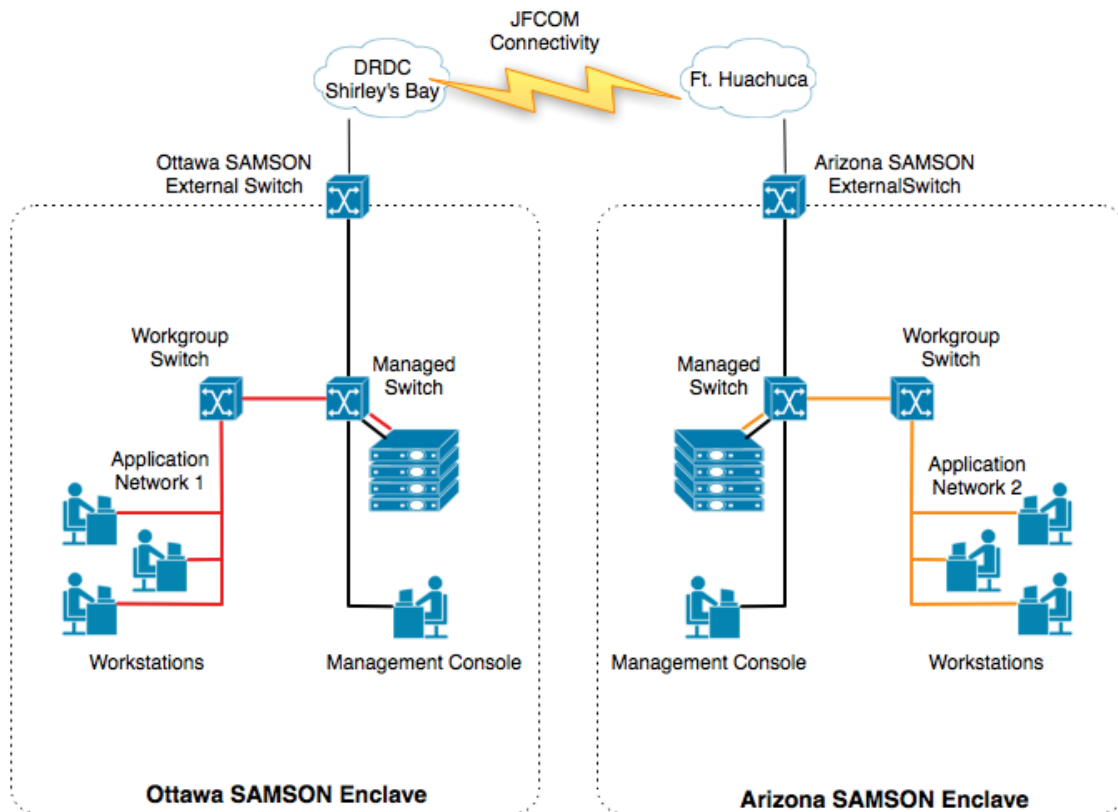 JFCOM
Connectivity
DRDC
Shirley's Bay
Ft. Huachuca
Ottawa SAMSON
External Switch
Arizona SAMSON
ExternalSwitch
Workgroup
Switch
Managed
Switch
Application
Network 1
Workstations
Management Console
Ottawa SAMSON Enclave
Managed
Switch
Workgroup
Switch
Application
Network 2
Management Console
Workstations
Arizona SAMSON Enclave